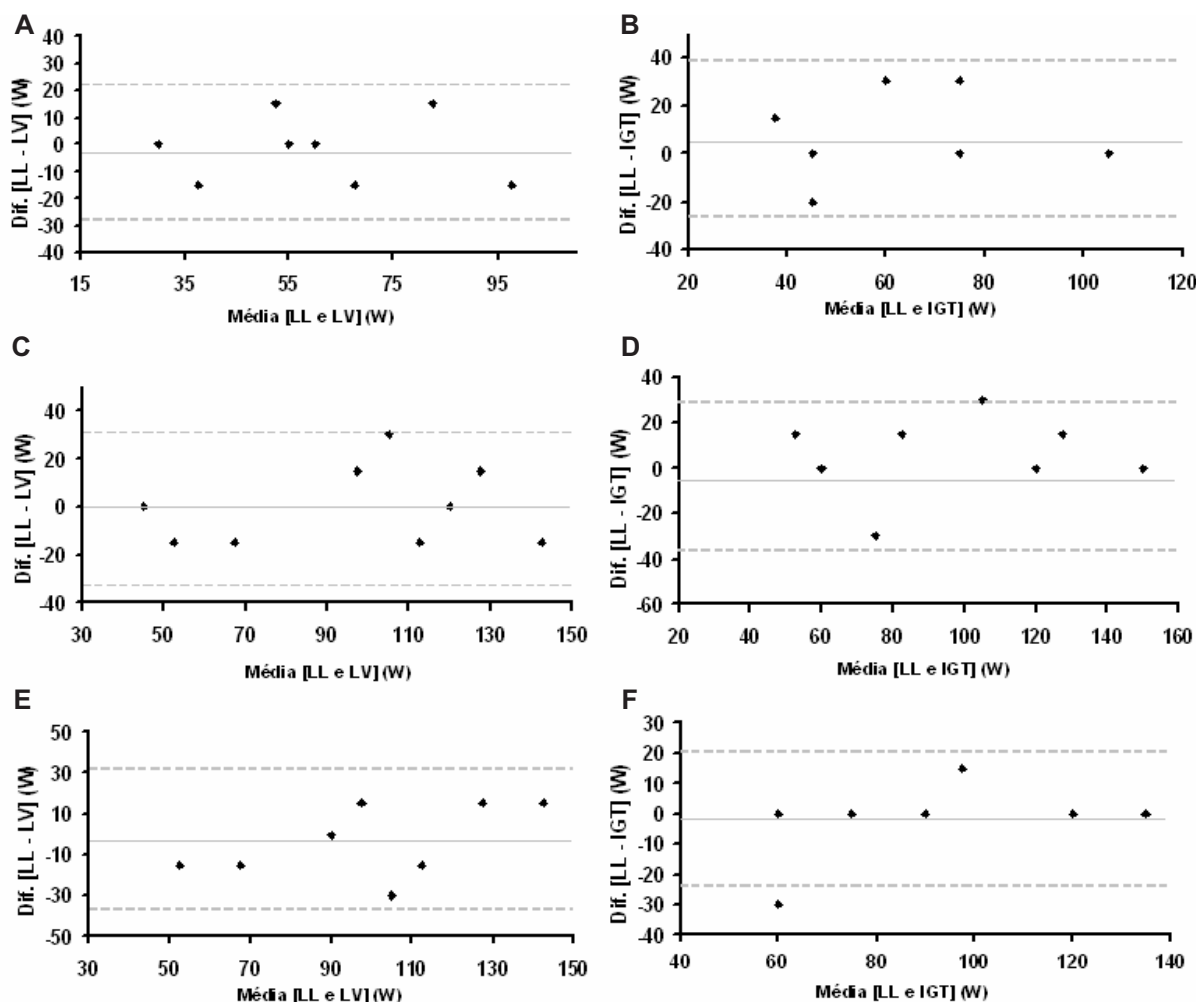 A
Dif. [LL - LV] (W)
40
30
20
10
0
-10
-20
-30
-40
15 35 55 75 95
Média [LL e LV] (W)
B
Dif. [LL - IGT] (W)
40
20
0
-20
-40
20 40 60 80 100 120
Média [LL e IGT] (W)
C
Dif. [LL - LV] (W)
40
20
0
-20
-40
30 50 70 90 110 130 150
Média [LL e LV] (W)
D
Dif. [LL - IGT] (W)
40
20
0
-20
-40
-60
20 40 60 80 100 120 140 160
Média [LL e IGT] (W)
E
Dif. [LL - LV] (W)
50
30
10
-10
-30
-50
30 50 70 90 110 130 150
Média [LL e LV] (W)
F
Dif. [LL - IGT] (W)
30
20
10
0
-10
-20
-30
-40
40 60 80 100 120 140
Média [LL e IGT] (W)